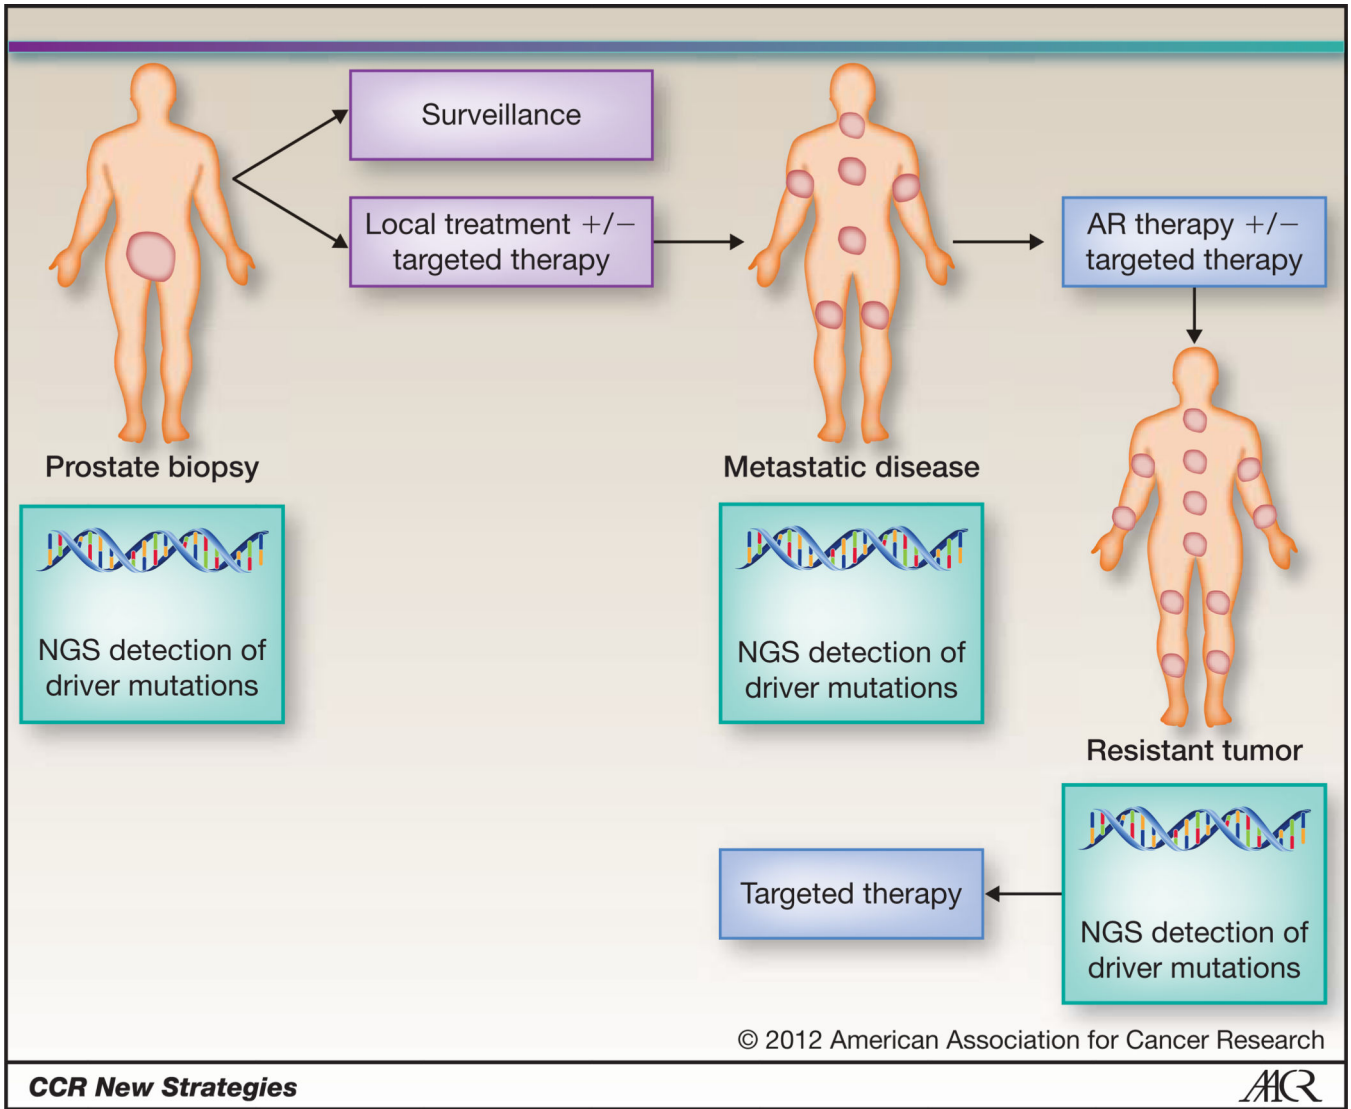 Surveillance
Local treatment +/−
targeted therapy
AR therapy +/−
targeted therapy
Prostate biopsy
Metastatic disease
NGS detection of
driver mutations
NGS detection of
driver mutations
Resistant tumor
Targeted therapy
NGS detection of
driver mutations
© 2012 American Association for Cancer Research
CCR New Strategies
AACR